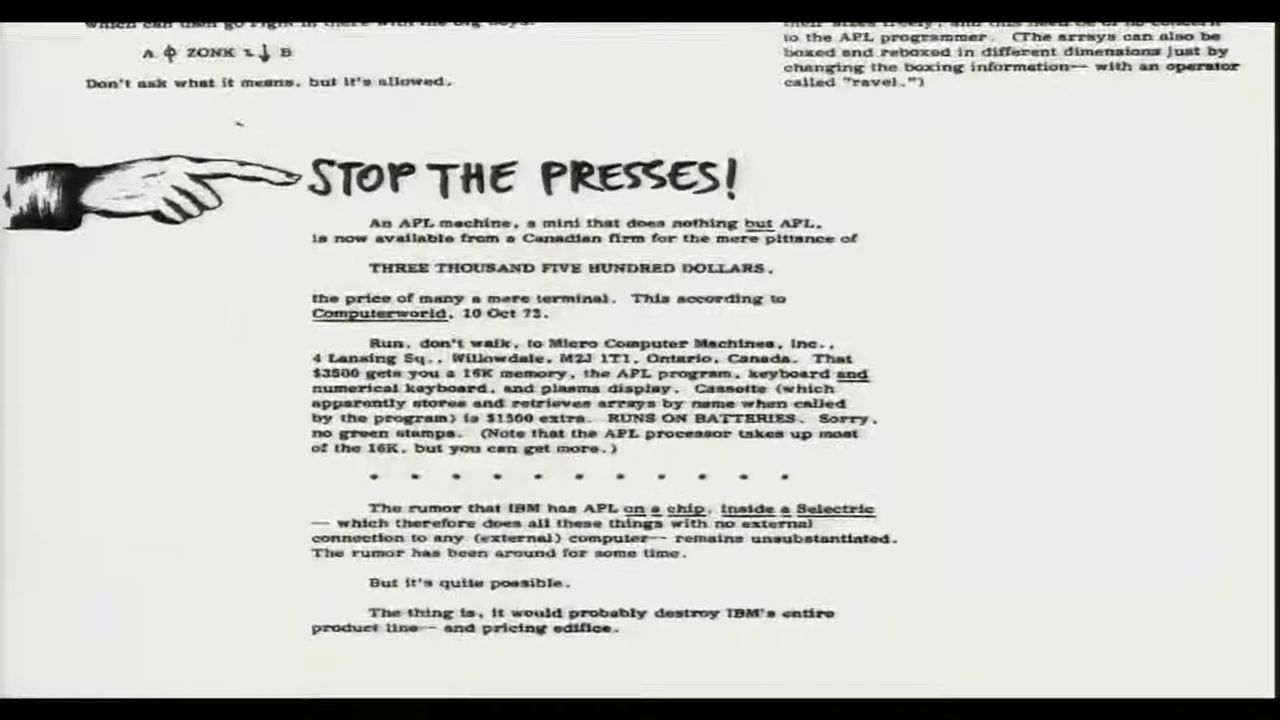 A ⌽ ZONK ⍳ ↓ B
Don't ask what it means, but it's allowed.
their sizes freely, and this need be of no concern
to the APL programmer. (The arrays can also be
boxed and reboxed in different dimensions just by
changing the boxing information-- with an operator
called "ravel.")
STOP THE PRESSES!
An APL machine, a mini that does nothing but APL,
is now available from a Canadian firm for the mere pittance of
THREE THOUSAND FIVE HUNDRED DOLLARS,
the price of many a mere terminal. This according to
Computerworld, 10 Oct 73.
Run, don't walk, to Micro Computer Machines, Inc.,
4 Lansing Sq., Willowdale, M2J 1T1, Ontario, Canada. That
$3500 gets you a 16K memory, the APL program, keyboard and
numerical keyboard, and plasma display. Cassette (which
apparently stores and retrieves arrays by name when called
by the program) is $1500 extra. RUNS ON BATTERIES. Sorry,
no green stamps. (Note that the APL processor takes up most
of the 16K, but you can get more.)
The rumor that IBM has APL on a chip, inside a Selectric
-- which therefore does all these things with no external
connection to any (external) computer-- remains unsubstantiated.
The rumor has been around for some time.
But it's quite possible.
The thing is, it would probably destroy IBM's entire
product line-- and pricing edifice.